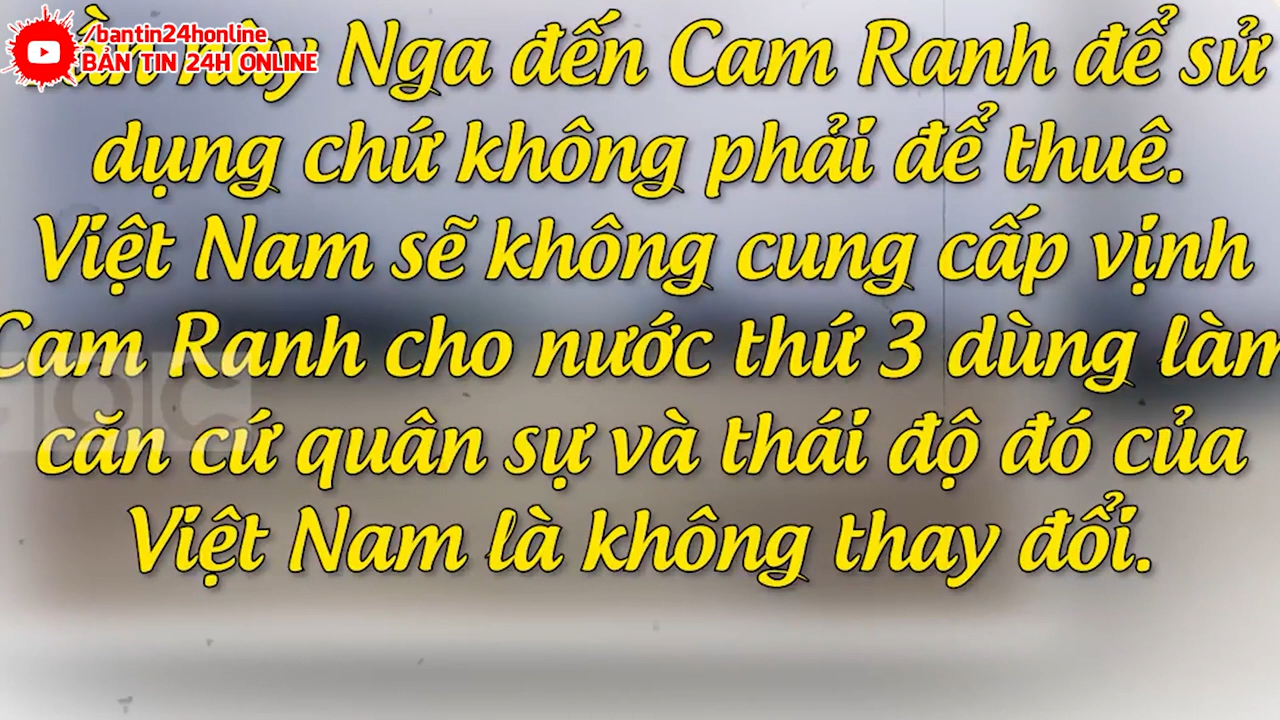 /bantin24honline
BẢN TIN 24H ONLINE
này Nga đến Cam Ranh để sử
dụng chứ không phải để thuê.
Việt Nam sẽ không cung cấp vịnh
Cam Ranh cho nước thứ 3 dùng làm
căn cứ quân sự và thái độ đó của
Việt Nam là không thay đổi.